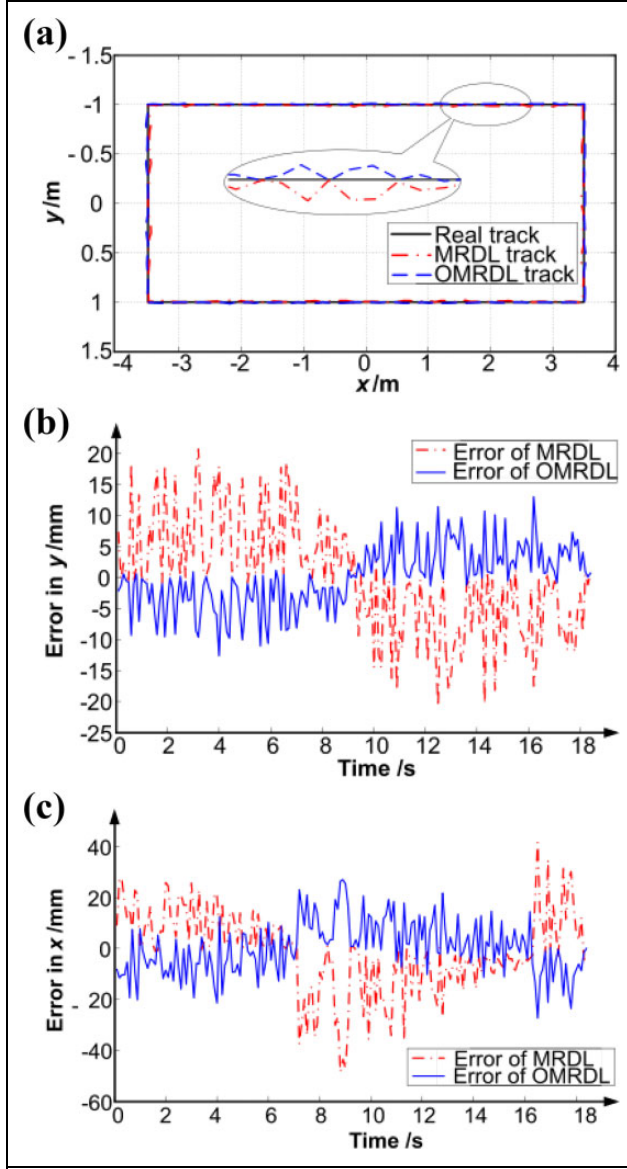 (a)
- 1.5
-1
- 0.5
0
0.5
1
1.5
y/m
-4 -3 -2 -1 0 1 2 3 4
x/m
Real track
MRDL track
OMRDL track
(b)
20
15
10
5
0
-5
-10
-15
-20
-25
Error in y/mm
0 2 4 6 8 10 12 14 16 18
Time /s
Error of MRDL
Error of OMRDL
(c)
40
20
0
-20
-40
-60
-
Error in x/mm
0 2 4 6 8 10 12 14 16 18
Time /s
Error of MRDL
Error of OMRDL